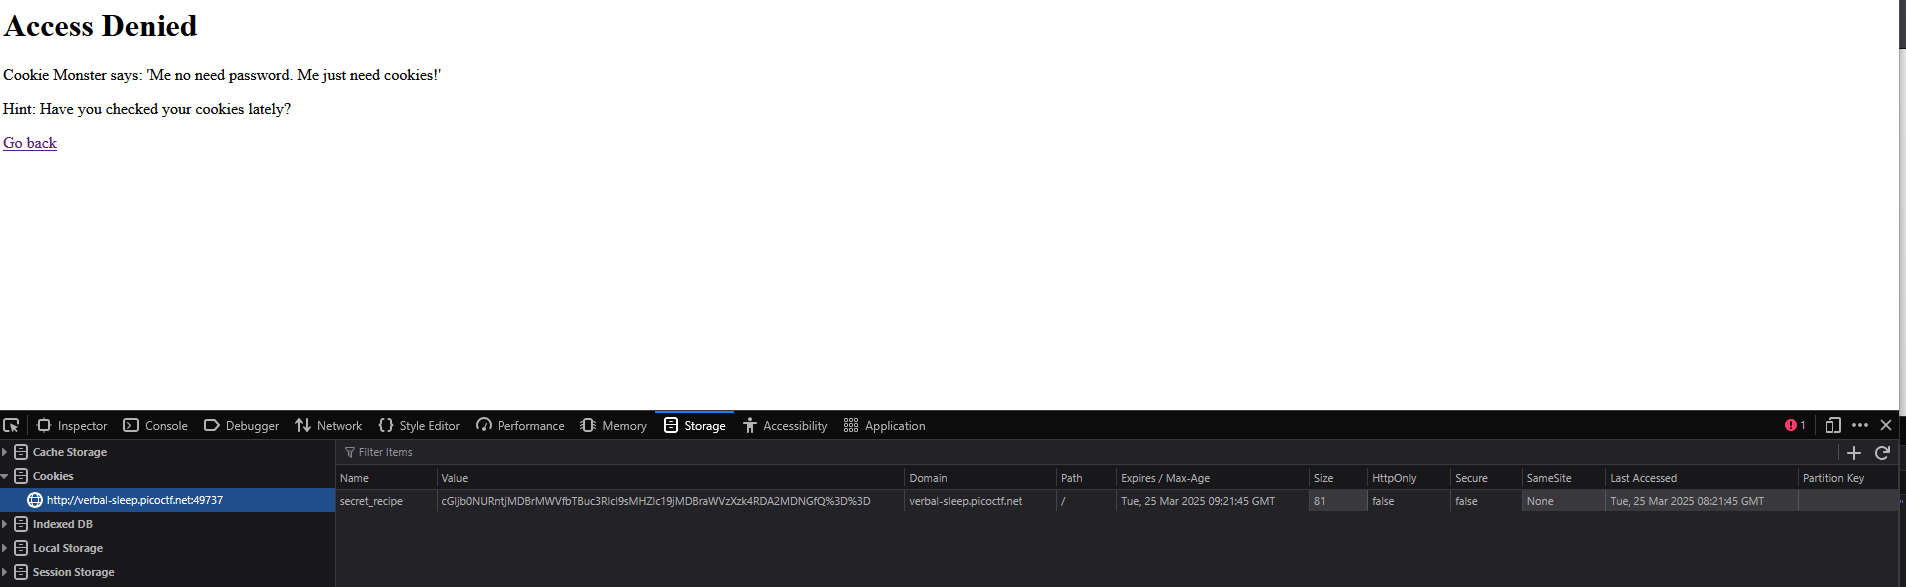 Access Denied
Cookie Monster says: 'Me no need password. Me just need cookies!'
Hint: Have you checked your cookies lately?
Go back
Inspector Console Debugger Network Style Editor Performance Memory Storage Accessibility Application 1
Cache Storage
Cookies
http://verbal-sleep.picoctf.net:49737
Indexed DB
Local Storage
Session Storage
Filter Items
Name Value Domain Path Expires / Max-Age Size HttpOnly Secure SameSite Last Accessed Partition Key
secret_recipe cGljb0NURntjMDBrMWVfbTBuc3Rlcl9sMHZlc19jMDBraWVzXzk4RDA2MDNGfQ%3D%3D verbal-sleep.picoctf.net / Tue, 25 Mar 2025 09:21:45 GMT 81 false false None Tue, 25 Mar 2025 08:21:45 GMT